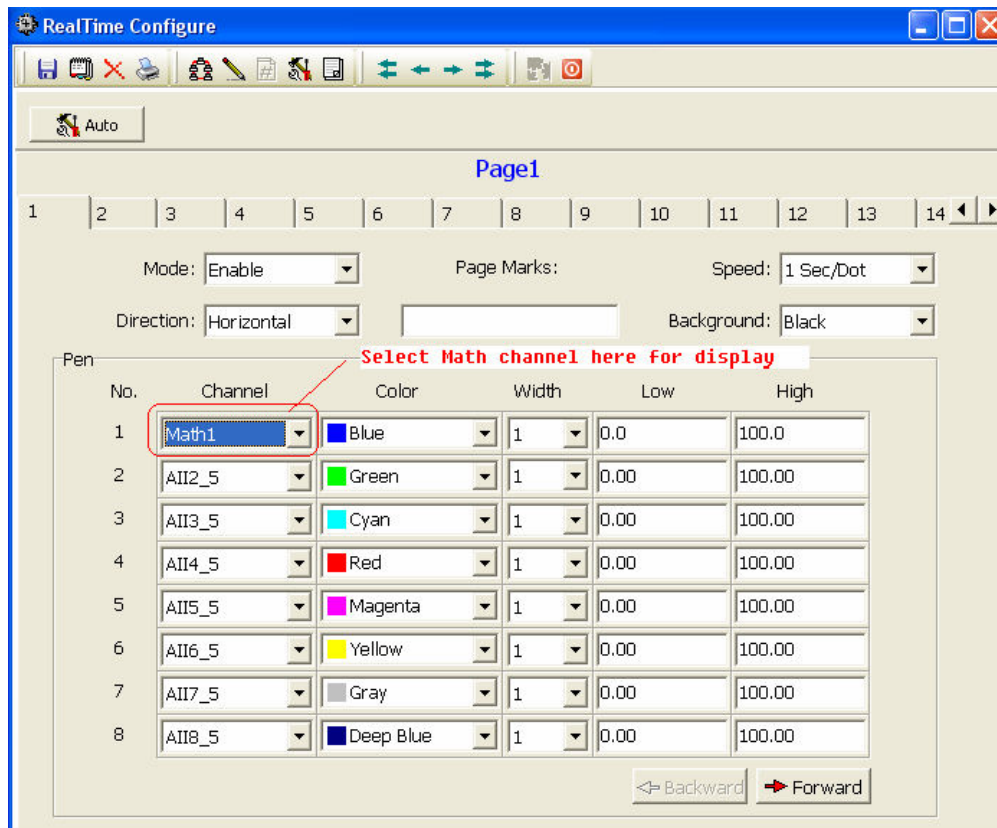 RealTime Configure
Auto
Page1
1 2 3 4 5 6 7 8 9 10 11 12 13 14
Mode: Enable Page Marks: Speed: 1 Sec/Dot
Direction: Horizontal Background: Black
Pen Select Math channel here for display
No. Channel Color Width Low High
1 Math1 Blue 1 0.0 100.0
2 AII2_5 Green 1 0.00 100.00
3 AII3_5 Cyan 1 0.00 100.00
4 AII4_5 Red 1 0.00 100.00
5 AII5_5 Magenta 1 0.00 100.00
6 AII6_5 Yellow 1 0.00 100.00
7 AII7_5 Gray 1 0.00 100.00
8 AII8_5 Deep Blue 1 0.00 100.00
Backward Forward